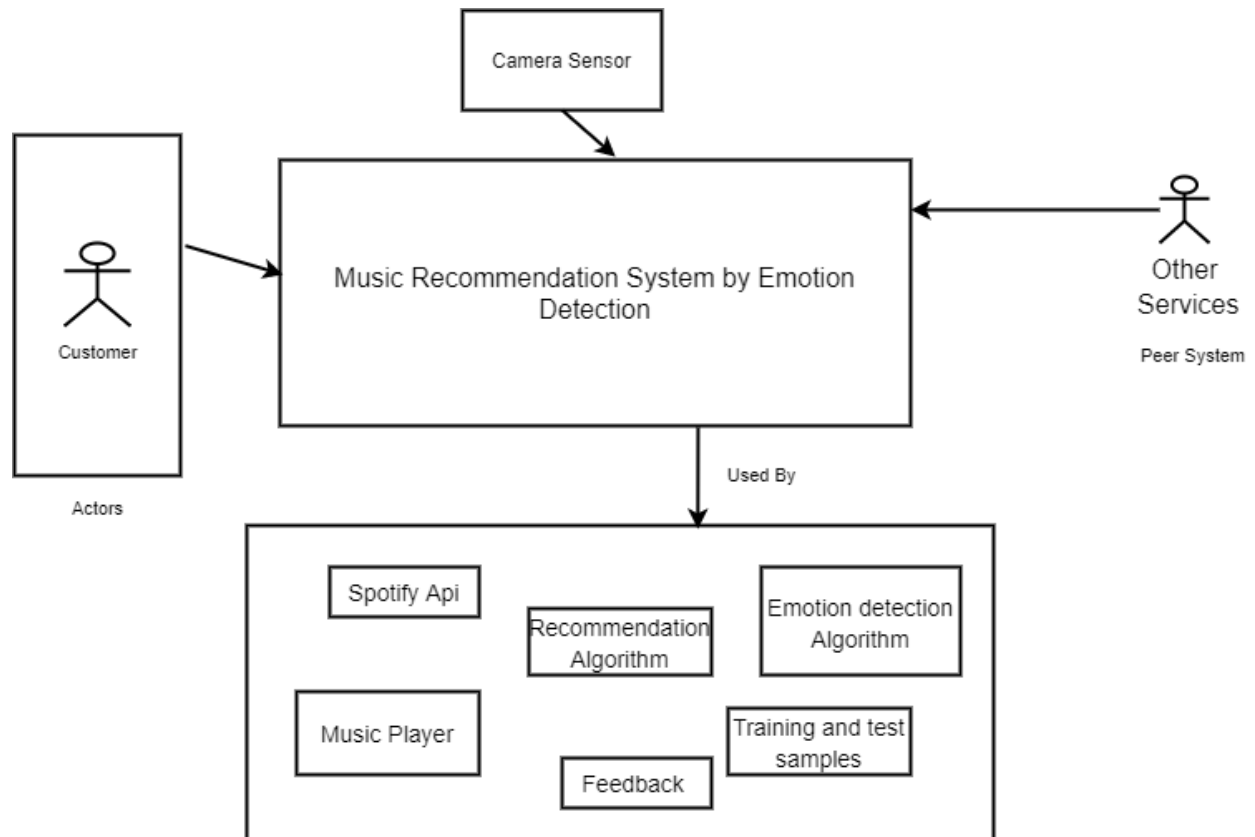 Camera Sensor
Customer
Actors
Music Recommendation System by Emotion
Detection
Other
Services
Peer System
Used By
Spotify Api
Recommendation
Algorithm
Emotion detection
Algorithm
Music Player
Feedback
Training and test
samples